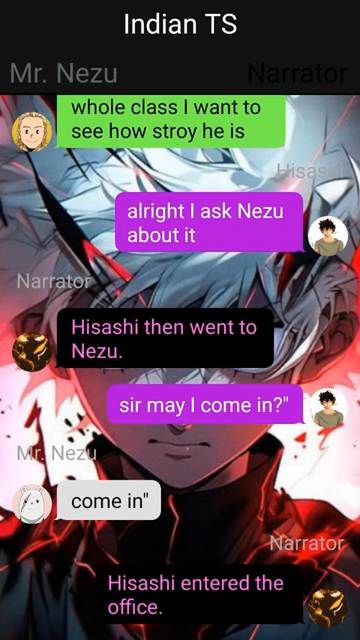 Indian TS
Mr. Nezu
Narrator
whole class I want to
see how stroy he is
Hisashi
alright I ask Nezu
about it
Narrator
Hisashi then went to
Nezu.
sir may I come in?"
Mr. Nezu
come in"
Narrator
Hisashi entered the
office.